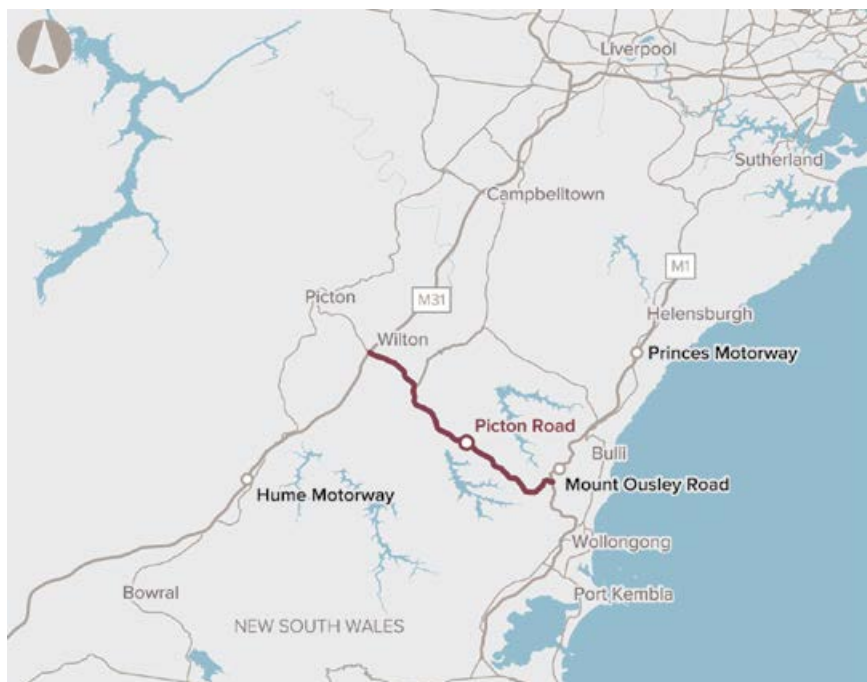 Liverpool
Sutherland
Campbelltown
M1
Picton
M31
Helensburgh
Wilton
Princes Motorway
Picton Road
Bulli
Mount Ousley Road
Hume Motorway
Wollongong
Bowral
Port Kembla
NEW SOUTH WALES